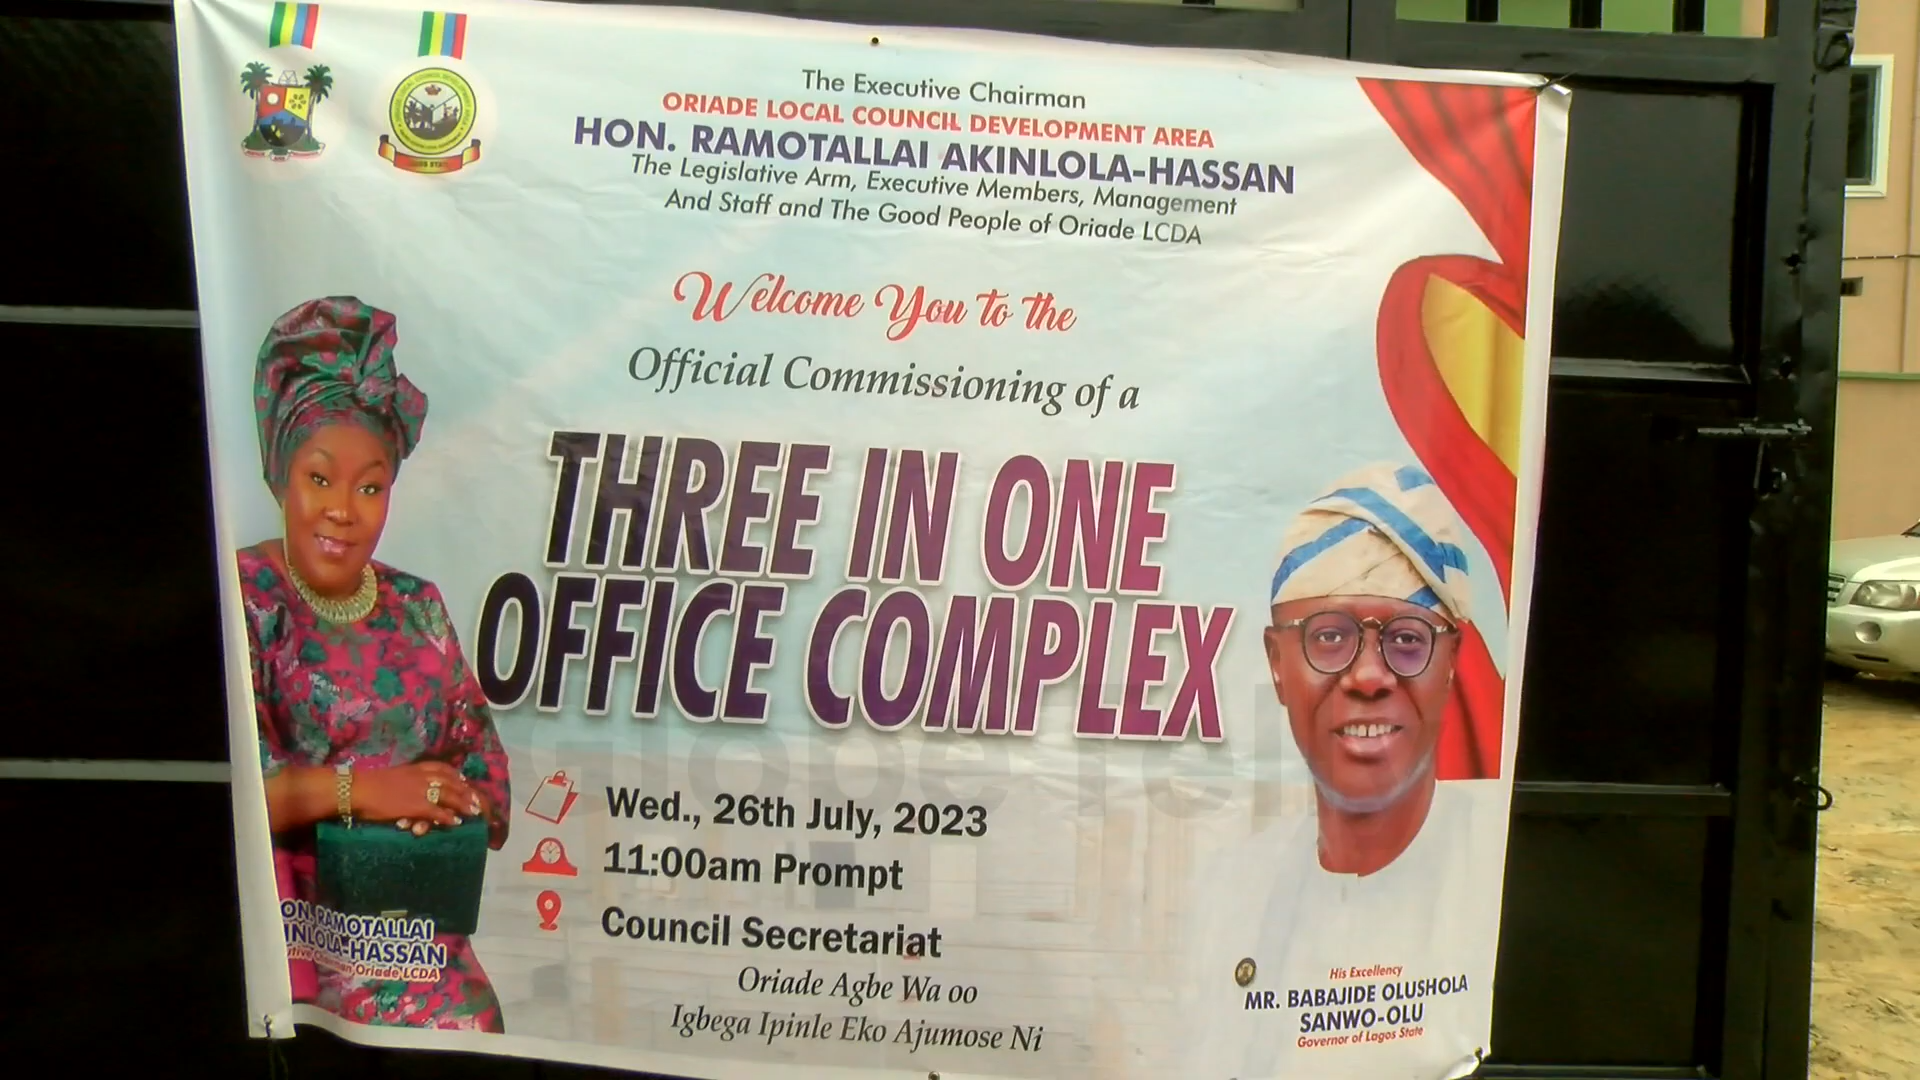 The Executive Chairman
ORIADE LOCAL COUNCIL DEVELOPMENT AREA
HON. RAMOTALLAI AKINLOLA-HASSAN
The Legislative Arm, Executive Members, Management
And Staff and The Good People of Oriade LCDA
Welcome You to the
Official Commissioning of a
THREE IN ONE
OFFICE COMPLEX
Wed., 26th July, 2023
11:00am Prompt
Council Secretariat
Oriade Agbe Wa oo
Igbega Ipinle Eko Ajumose Ni
ON. RAMOTALLAI
INLOLA-HASSAN
Oriade LCDA
His Excellency
MR. BABAJIDE OLUSHOLA
SANWO-OLU
Governor of Lagos State
Globe Tel